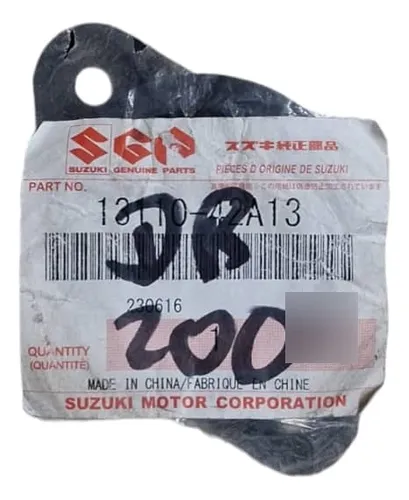 SGP
スズキ純正部品
SUZUKI GENUINE PARTS
PIÈCES D'ORIGINE DE SUZUKI
PART NO.
13110-42A13
DR
230616
200
QUANTITY
(QUANTITÉ)
1
MADE IN CHINA/FABRIQUE EN CHINE
SUZUKI MOTOR CORPORATION